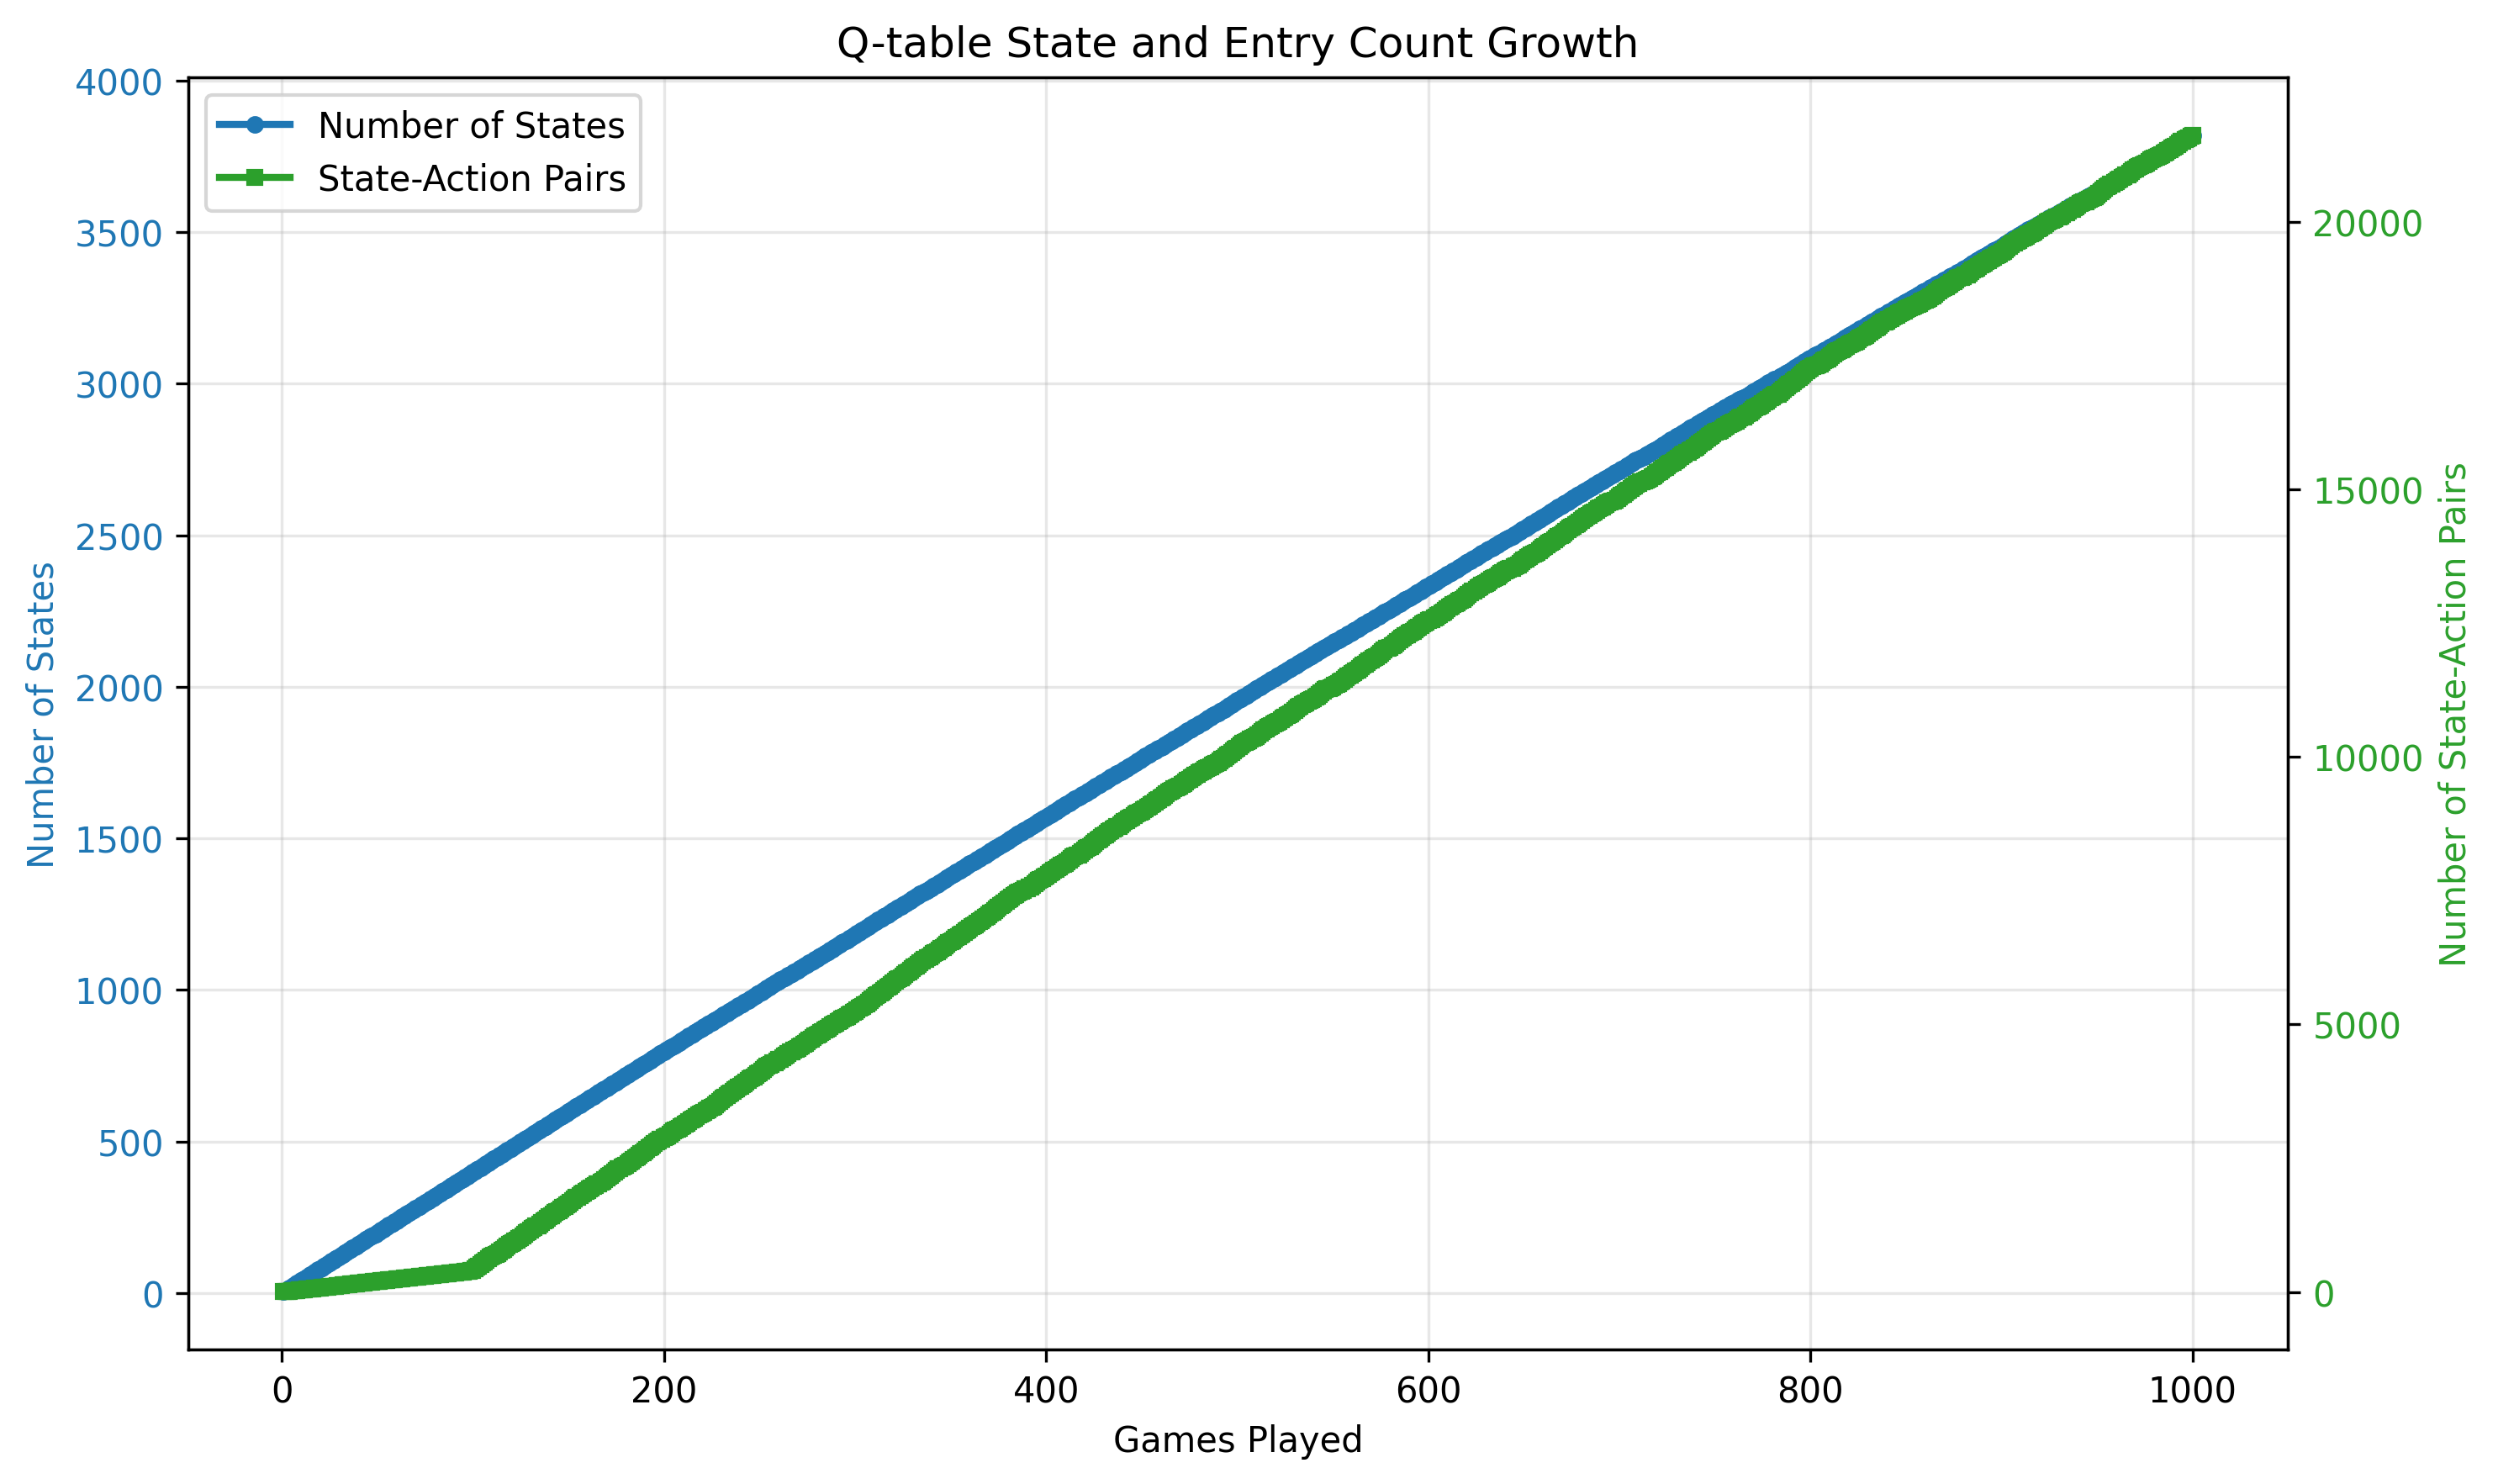 Q-table State and Entry Count Growth
Number of States
State-Action Pairs
4000
3500
3000
2500
2000
1500
1000
500
0
Number of States
20000
15000
10000
5000
0
Number of State-Action Pairs
0 200 400 600 800 1000
Games Played